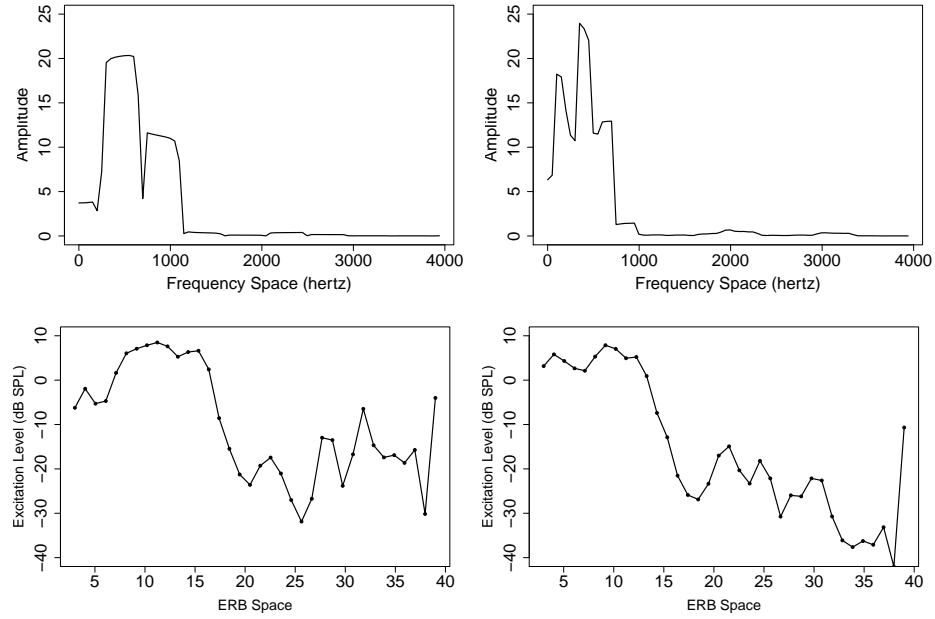 25
20
15
10
5
0
Amplitude
0 1000 2000 3000 4000
Frequency Space (hertz)
25
20
15
10
5
0
Amplitude
0 1000 2000 3000 4000
Frequency Space (hertz)
10
0
−10
−20
−30
−40
Excitation Level (dB SPL)
5 10 15 20 25 30 35 40
ERB Space
10
0
−10
−20
−30
−40
Excitation Level (dB SPL)
5 10 15 20 25 30 35 40
ERB Space